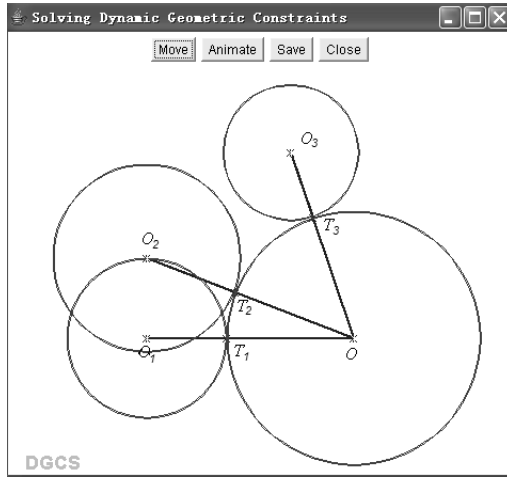 Solving Dynamic Geometric Constraints
Move Animate Save Close
O3
O2
T3
T2
O1 T1 O
DGCS